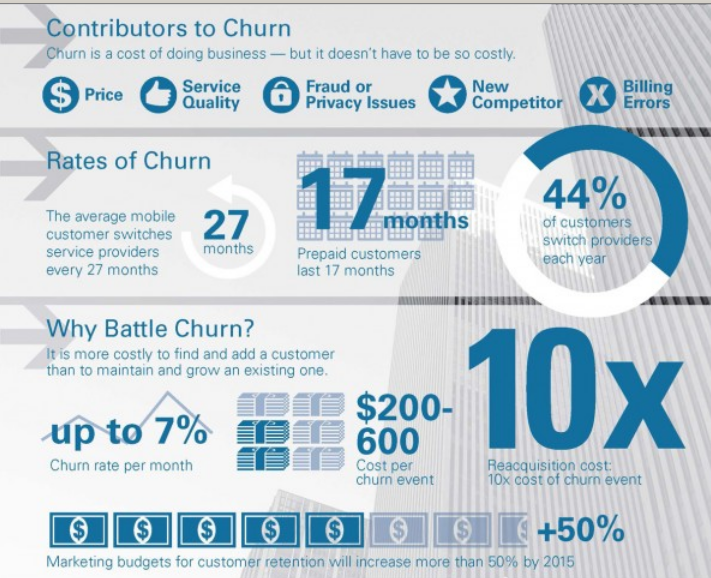 Contributors to Churn
Churn is a cost of doing business — but it doesn't have to be so costly.
$ Price
Service
Quality
Fraud or
Privacy Issues
New
Competitor
X Billing
Errors
Rates of Churn
The average mobile
customer switches
service providers
every 27 months
27
months
17 months
Prepaid customers
last 17 months
44%
of customers
switch providers
each year
Why Battle Churn?
It is more costly to find and add a customer
than to maintain and grow an existing one.
up to 7%
Churn rate per month
$200-
600
Cost per
churn event
10x
Reacquisition cost:
10x cost of churn event
$ $ $ $ $ $ $ $ +50%
Marketing budgets for customer retention will increase more than 50% by 2015